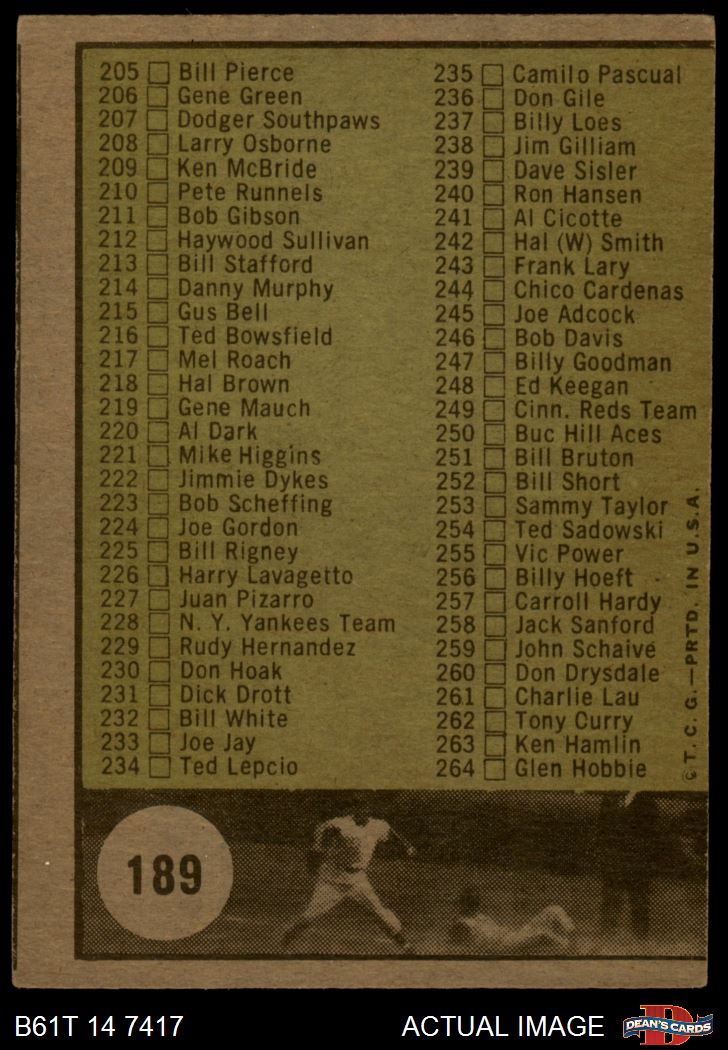 205 Bill Pierce
206 Gene Green
207 Dodger Southpaws
208 Larry Osborne
209 Ken McBride
210 Pete Runnels
211 Bob Gibson
212 Haywood Sullivan
213 Bill Stafford
214 Danny Murphy
215 Gus Bell
216 Ted Bowsfield
217 Mel Roach
218 Hal Brown
219 Gene Mauch
220 Al Dark
221 Mike Higgins
222 Jimmie Dykes
223 Bob Scheffing
224 Joe Gordon
225 Bill Rigney
226 Harry Lavagetto
227 Juan Pizarro
228 N. Y. Yankees Team
229 Rudy Hernandez
230 Don Hoak
231 Dick Drott
232 Bill White
233 Joe Jay
234 Ted Lepcio
235 Camilo Pascual
236 Don Gile
237 Billy Loes
238 Jim Gilliam
239 Dave Sisler
240 Ron Hansen
241 Al Cicotte
242 Hal (W) Smith
243 Frank Lary
244 Chico Cardenas
245 Joe Adcock
246 Bob Davis
247 Billy Goodman
248 Ed Keegan
249 Cinn. Reds Team
250 Buc Hill Aces
251 Bill Bruton
252 Bill Short
253 Sammy Taylor
254 Ted Sadowski
255 Vic Power
256 Billy Hoeft
257 Carroll Hardy
258 Jack Sanford
259 John Schaive
260 Don Drysdale
261 Charlie Lau
262 Tony Curry
263 Ken Hamlin
264 Glen Hobbie
© T. C. G.—PRTD. IN U.S.A.
189
B61T 14 7417
ACTUAL IMAGE
DEAN'S CARDS